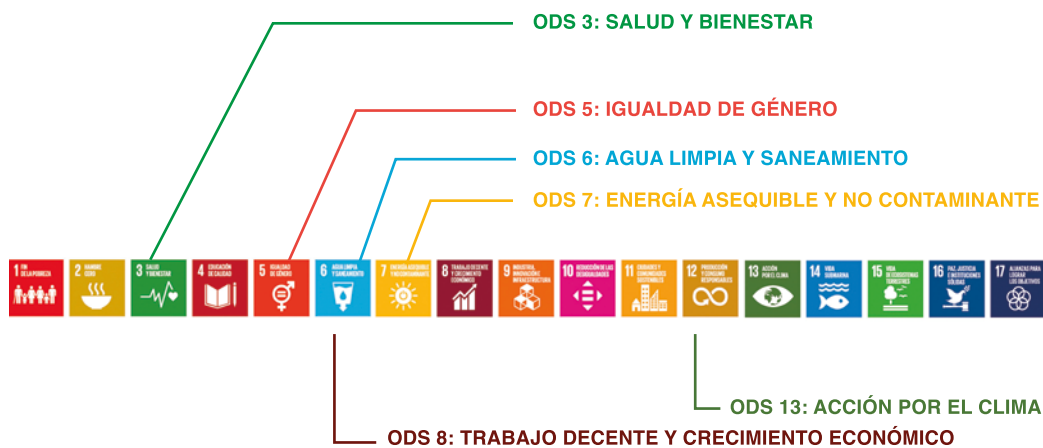 ODS 3: SALUD Y BIENESTAR
ODS 5: IGUALDAD DE GÉNERO
ODS 6: AGUA LIMPIA Y SANEAMIENTO
ODS 7: ENERGÍA ASEQUIBLE Y NO CONTAMINANTE
1 FIN
DE LA POBREZA
2 HAMBRE
CERO
3 SALUD
Y BIENESTAR
4 EDUCACIÓN
DE CALIDAD
5 IGUALDAD
DE GÉNERO
6 AGUA LIMPIA
Y SANEAMIENTO
7 ENERGÍA ASEQUIBLE
Y NO CONTAMINANTE
8 TRABAJO DECENTE
Y CRECIMIENTO
ECONÓMICO
9 INDUSTRIA,
INNOVACIÓN E
INFRAESTRUCTURA
10 REDUCCIÓN DE LAS
DESIGUALDADES
11 CIUDADES Y
COMUNIDADES
SOSTENIBLES
12 PRODUCCIÓN
Y CONSUMO
RESPONSABLES
13 ACCIÓN
POR EL CLIMA
14 VIDA
SUBMARINA
15 VIDA
DE ECOSISTEMAS
TERRESTRES
16 PAZ, JUSTICIA
E INSTITUCIONES
SÓLIDAS
17 ALIANZAS PARA
LOGRAR
LOS OBJETIVOS
ODS 13: ACCIÓN POR EL CLIMA
ODS 8: TRABAJO DECENTE Y CRECIMIENTO ECONÓMICO